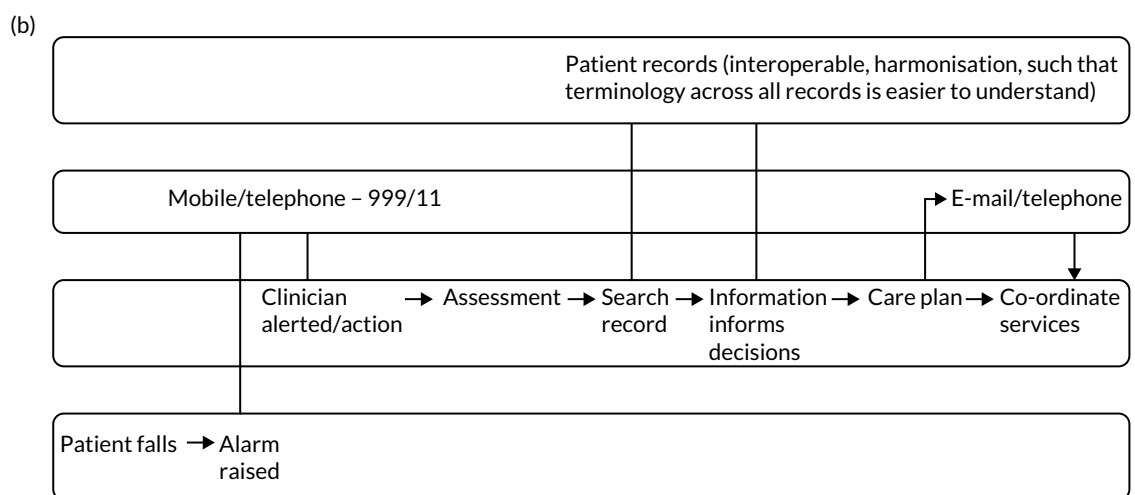 (b)
Patient records (interoperable, harmonisation, such that
terminology across all records is easier to understand)
Mobile/telephone – 999/11
E-mail/telephone
Clinician
alerted/action
Assessment
Search
record
Information
informs
decisions
Care plan
Co-ordinate
services
Patient falls
Alarm
raised